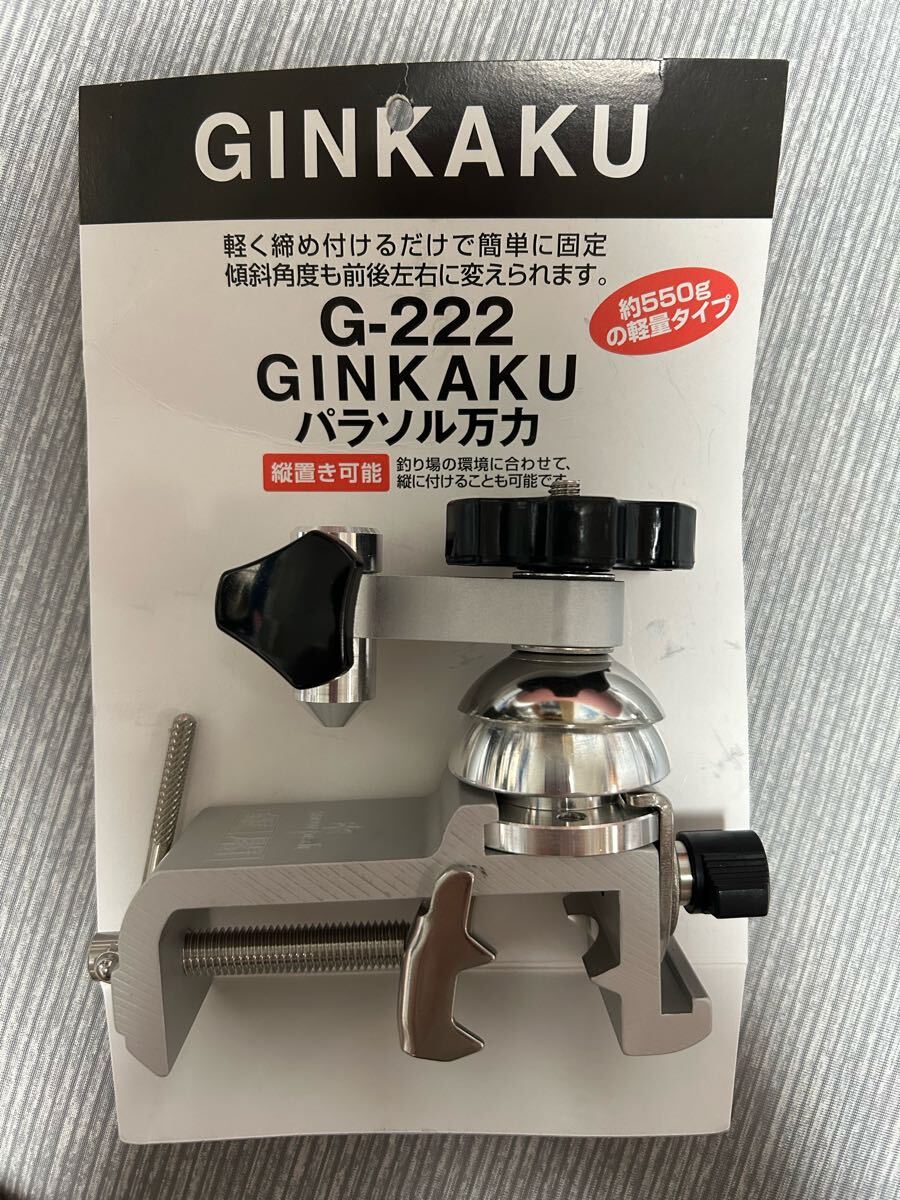 GINKAKU
軽く締め付けるだけで簡単に固定
傾斜角度も前後左右に変えられます。
約550g
の軽量タイプ
G-222
GINKAKU
パラソル万力
縦置き可能
釣り場の環境に合わせて、
縦に付けることも可能です。